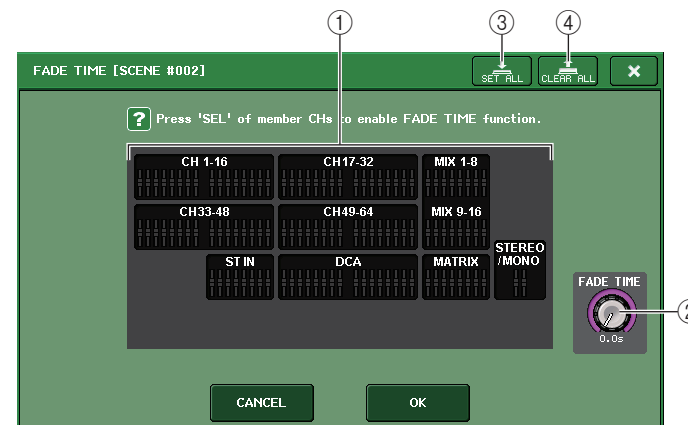 ① ③ ④
FADE TIME [SCENE #002]
SET ALL
CLEAR ALL
×
? Press 'SEL' of member CHs to enable FADE TIME function.
CH 1-16 CH17-32 MIX 1-8
CH33-48 CH49-64 MIX 9-16
ST IN DCA MATRIX STEREO
/MONO
FADE TIME
②
0.0s
CANCEL OK